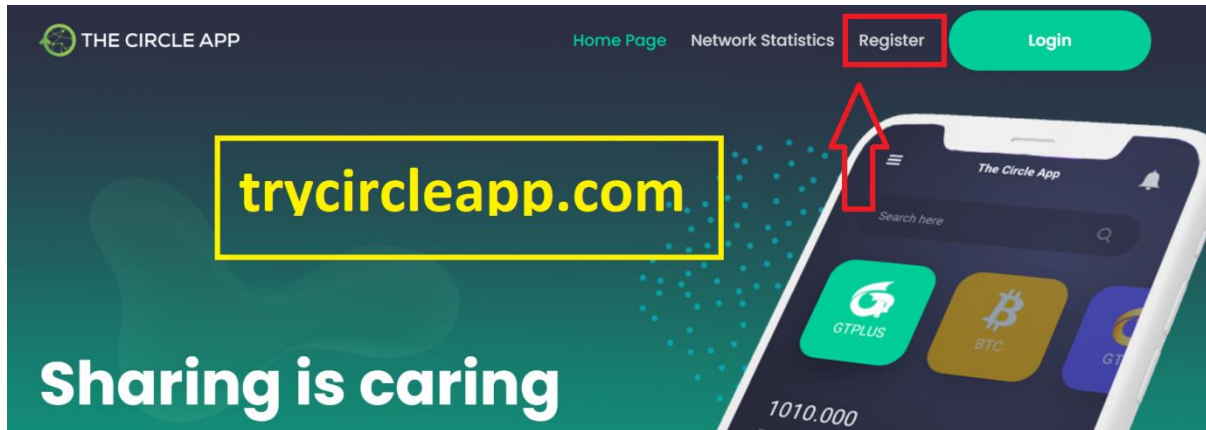 THE CIRCLE APP
Home Page Network Statistics Register Login
trycircleapp.com
The Circle App
Search here
GTPLUS
BTC
GT
Sharing is caring
1010.000